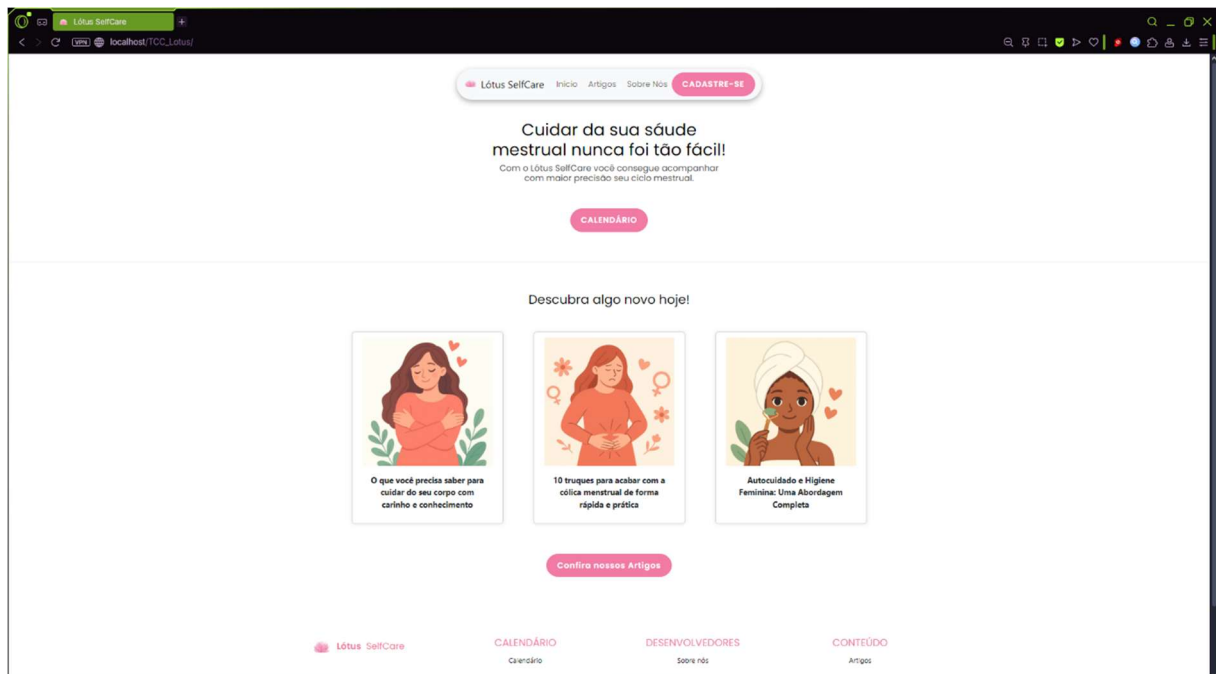 Lótus SelfCare
VPN localhost/TCC_Lotus/
Lótus SelfCare Início Artigos Sobre Nós CADASTRE-SE
Cuidar da sua sáude
mestrual nunca foi tão fácil!
Com o Lótus SelfCare você consegue acompanhar
com maior precisão seu ciclo mestrual.
CALENDÁRIO
Descubra algo novo hoje!
O que você precisa saber para
cuidar do seu corpo com
carinho e conhecimento
10 truques para acabar com a
cólica menstrual de forma
rápida e prática
Autocuidado e Higiene
Feminina: Uma Abordagem
Completa
Confira nossos Artigos
Lótus SelfCare
CALENDÁRIO
Calendário
DESENVOLVEDORES
Sobre nós
CONTEÚDO
Artigos